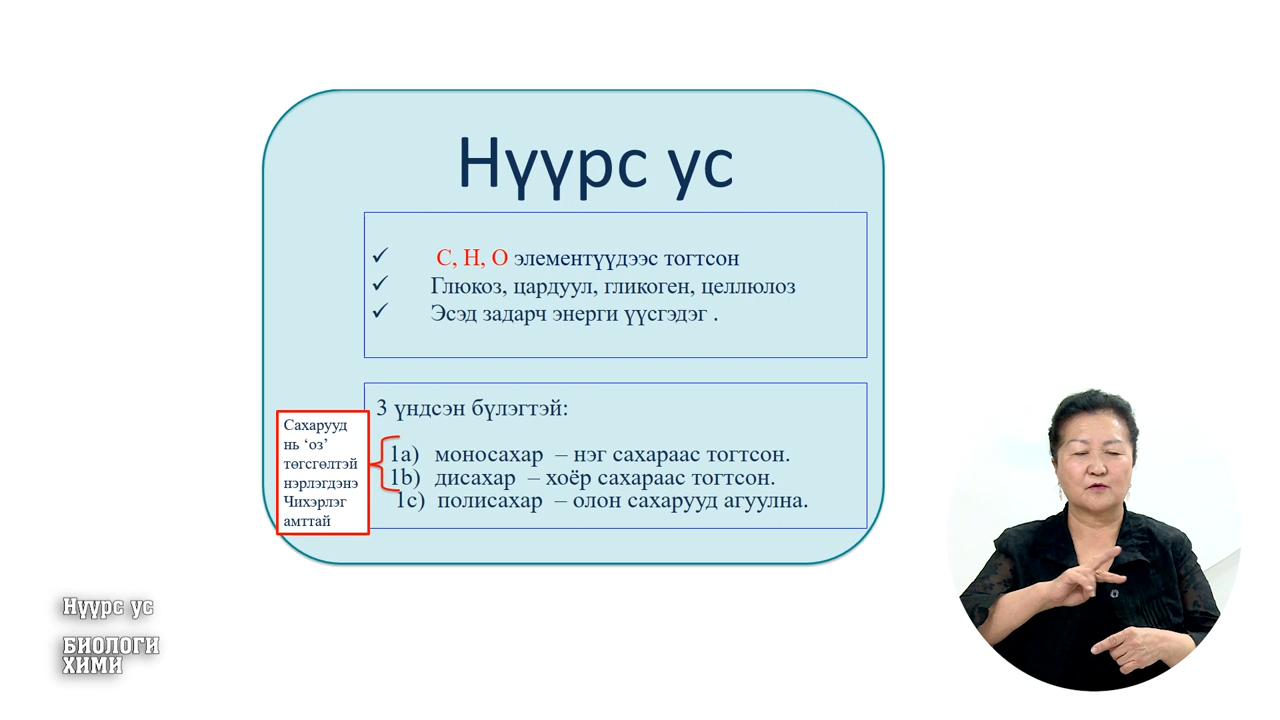 Нүүрс ус
С, Н, О элементүүдээс тогтсон
Глюкоз, цардуул, гликоген, целлюлоз
Эсэд задарч энерги үүсгэдэг .
3 үндсэн бүлэгтэй:
1a) моносахар – нэг сахараас тогтсон.
1b) дисахар – хоёр сахараас тогтсон.
1c) полисахар – олон сахарууд агуулна.
Сахарууд
нь ‘оз’
төгсгөлтэй
нэрлэгдэнэ
Чихэрлэг
амттай
Нүүрс ус
БИОЛОГИ
ХИМИ